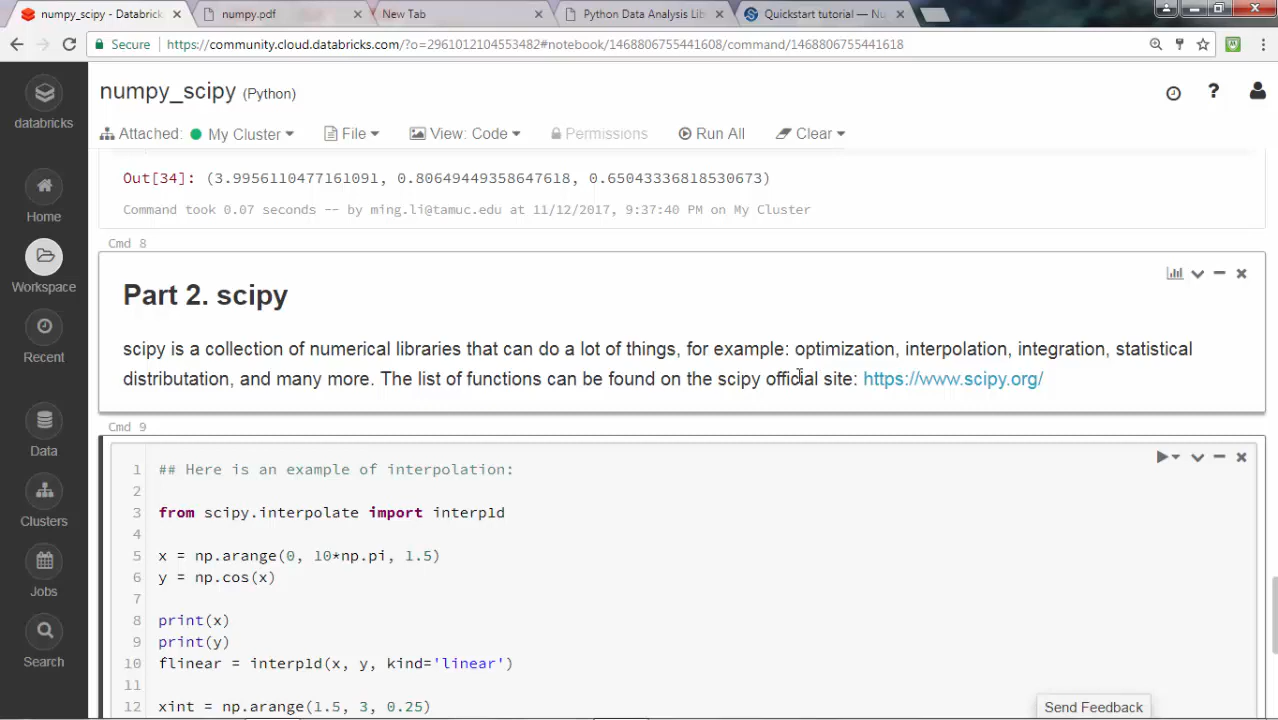 numpy_scipy - Databrick
numpy.pdf
New Tab
Python Data Analysis Lib
Quickstart tutorial — Nu
Secure https://community.cloud.databricks.com/?o=2961012104553482#notebook/1468806755441608/command/1468806755441618
databricks
Home
Workspace
Recent
Data
Clusters
Jobs
Search
numpy_scipy (Python)
?
Attached: My Cluster File View: Code Permissions Run All Clear
Out[34]: (3.9956110477161091, 0.80649449358647618, 0.65043336818530673)
Command took 0.07 seconds -- by ming.li@tamuc.edu at 11/12/2017, 9:37:40 PM on My Cluster
Cmd 8
Part 2. scipy
scipy is a collection of numerical libraries that can do a lot of things, for example: optimization, interpolation, integration, statistical
distributation, and many more. The list of functions can be found on the scipy official site: https://www.scipy.org/
Cmd 9
1 ## Here is an example of interpolation:
2
3 from scipy.interpolate import interp1d
4
5 x = np.arange(0, 10*np.pi, 1.5)
6 y = np.cos(x)
7
8 print(x)
9 print(y)
10 flinear = interp1d(x, y, kind='linear')
11
12 xint = np.arange(1.5, 3, 0.25)
Send Feedback